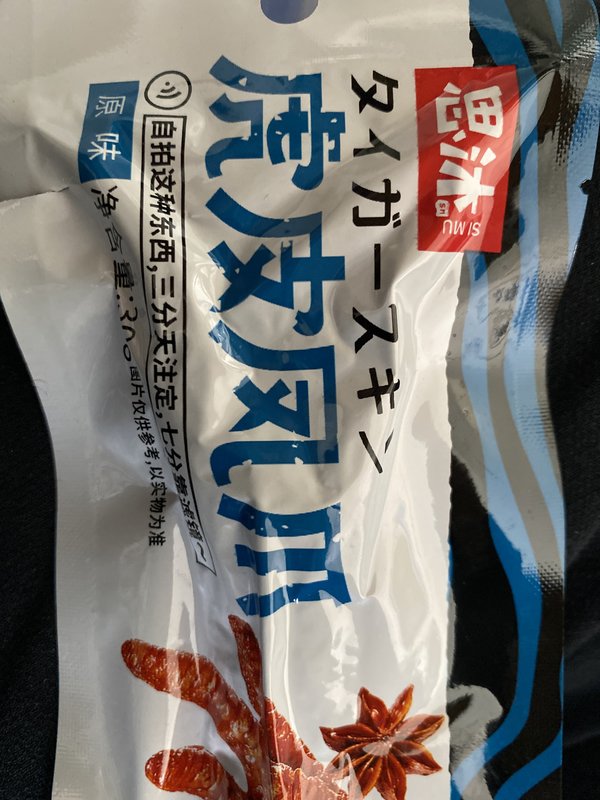 思沐
SIMU
SM
タイガースキン
虎皮凤爪
自拍这种东西,三分天注定,七分靠滤镜~
原味
净含量:30g
图片仅供参考,以实物为准